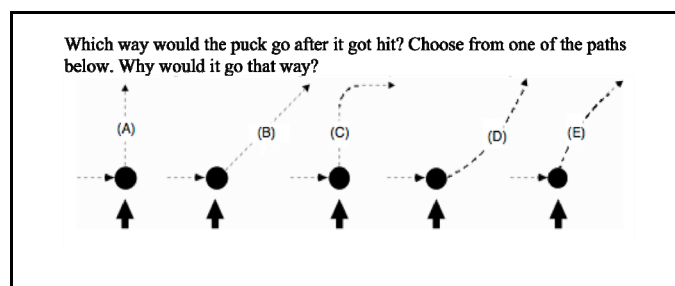 Which way would the puck go after it got hit? Choose from one of the paths
below. Why would it go that way?
(A) (B) (C) (D) (E)